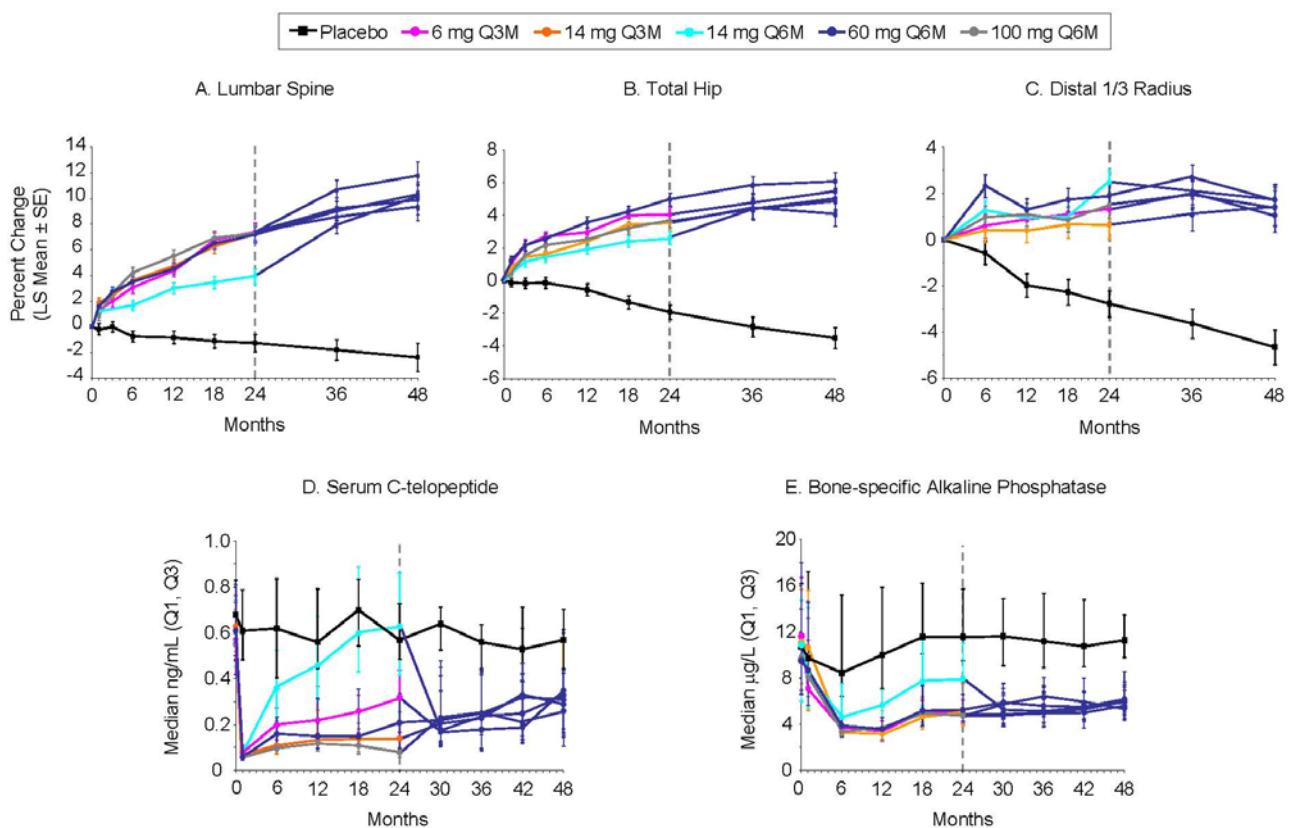 Placebo 6 mg Q3M 14 mg Q3M 14 mg Q6M 60 mg Q6M 100 mg Q6M
A. Lumbar Spine
Percent Change
(LS Mean ± SE)
14
12
10
8
6
4
2
0
-2
-4
0 6 12 18 24 36 48
Months
B. Total Hip
8
6
4
2
0
-2
-4
-6
0 6 12 18 24 36 48
Months
C. Distal 1/3 Radius
4
2
0
-2
-4
-6
0 6 12 18 24 36 48
Months
D. Serum C-telopeptide
Median ng/mL (Q1, Q3)
1.0
0.8
0.6
0.4
0.2
0
0 6 12 18 24 30 36 42 48
Months
E. Bone-specific Alkaline Phosphatase
Median µg/L (Q1, Q3)
20
16
12
8
4
0
0 6 12 18 24 30 36 42 48
Months